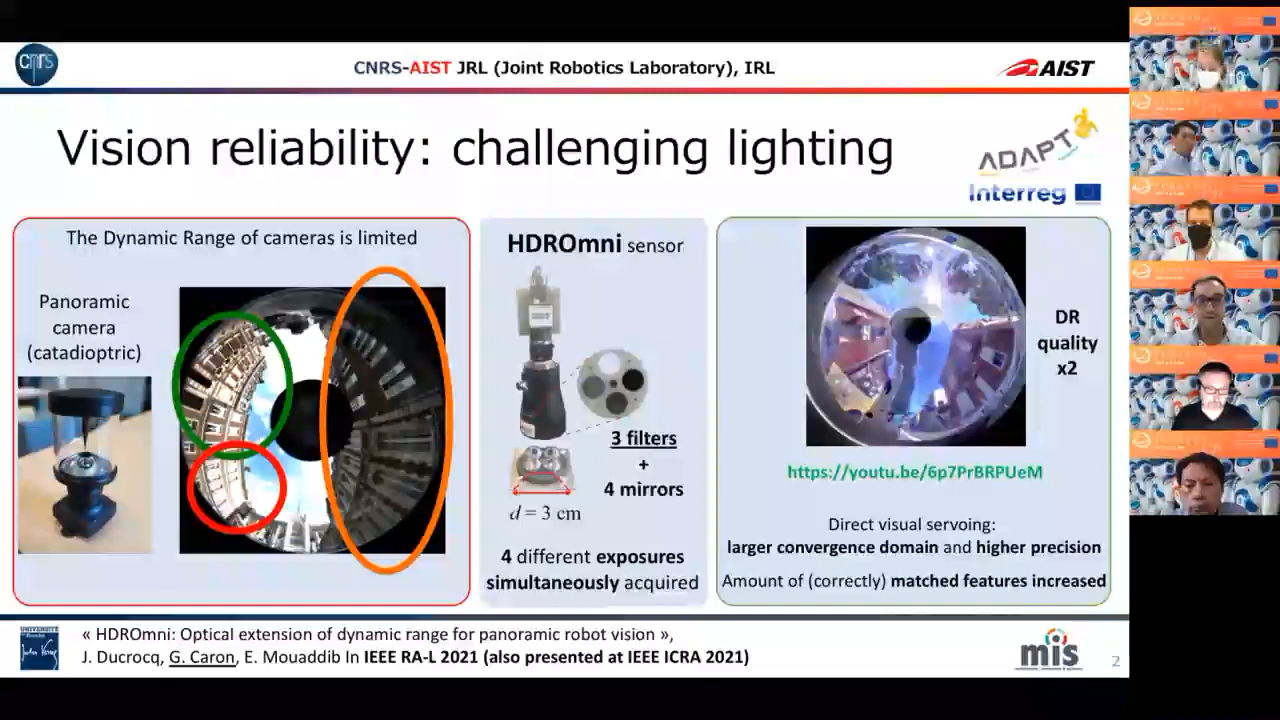 cnrs
CNRS-AIST JRL (Joint Robotics Laboratory), IRL
AIST
Vision reliability: challenging lighting
ADAPT
Interreg
The Dynamic Range of cameras is limited
Panoramic
camera
(catadioptric)
HDROmni sensor
3 filters
+
4 mirrors
d = 3 cm
4 different exposures
simultaneously acquired
DR
quality
x2
https://youtu.be/6p7PrBRPUeM
Direct visual servoing:
larger convergence domain and higher precision
Amount of (correctly) matched features increased
« HDROmni: Optical extension of dynamic range for panoramic robot vision »,
J. Ducrocq, G. Caron, E. Mouaddib In IEEE RA-L 2021 (also presented at IEEE ICRA 2021)
mis
2